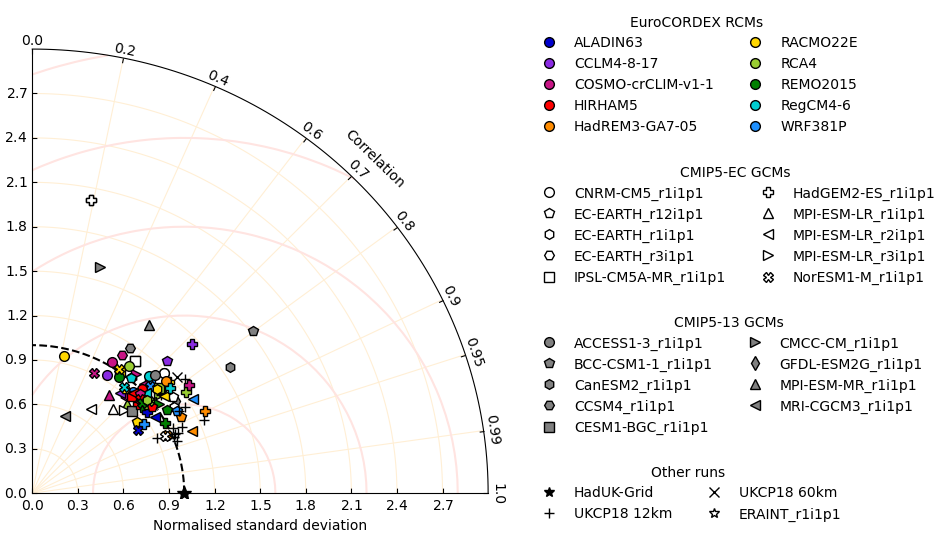 0.0
0.2
0.4
0.6
Correlation
0.7
0.8
0.9
0.95
0.99
1.0
2.7
2.4
2.1
1.8
1.5
1.2
0.9
0.6
0.3
0.0
0.0 0.3 0.6 0.9 1.2 1.5 1.8 2.1 2.4 2.7
Normalised standard deviation
EuroCORDEX RCMs
ALADIN63 RACMO22E
CCLM4-8-17 RCA4
COSMO-crCLIM-v1-1 REMO2015
HIRHAM5 RegCM4-6
HadREM3-GA7-05 WRF381P
CMIP5-EC GCMs
CNRM-CM5_r1i1p1 HadGEM2-ES_r1i1p1
EC-EARTH_r12i1p1 MPI-ESM-LR_r1i1p1
EC-EARTH_r1i1p1 MPI-ESM-LR_r2i1p1
EC-EARTH_r3i1p1 MPI-ESM-LR_r3i1p1
IPSL-CM5A-MR_r1i1p1 NorESM1-M_r1i1p1
CMIP5-13 GCMs
ACCESS1-3_r1i1p1 CMCC-CM_r1i1p1
BCC-CSM1-1_r1i1p1 GFDL-ESM2G_r1i1p1
CanESM2_r1i1p1 MPI-ESM-MR_r1i1p1
CCSM4_r1i1p1 MRI-CGCM3_r1i1p1
CESM1-BGC_r1i1p1
Other runs
HadUK-Grid UKCP18 60km
UKCP18 12km ERAINT_r1i1p1